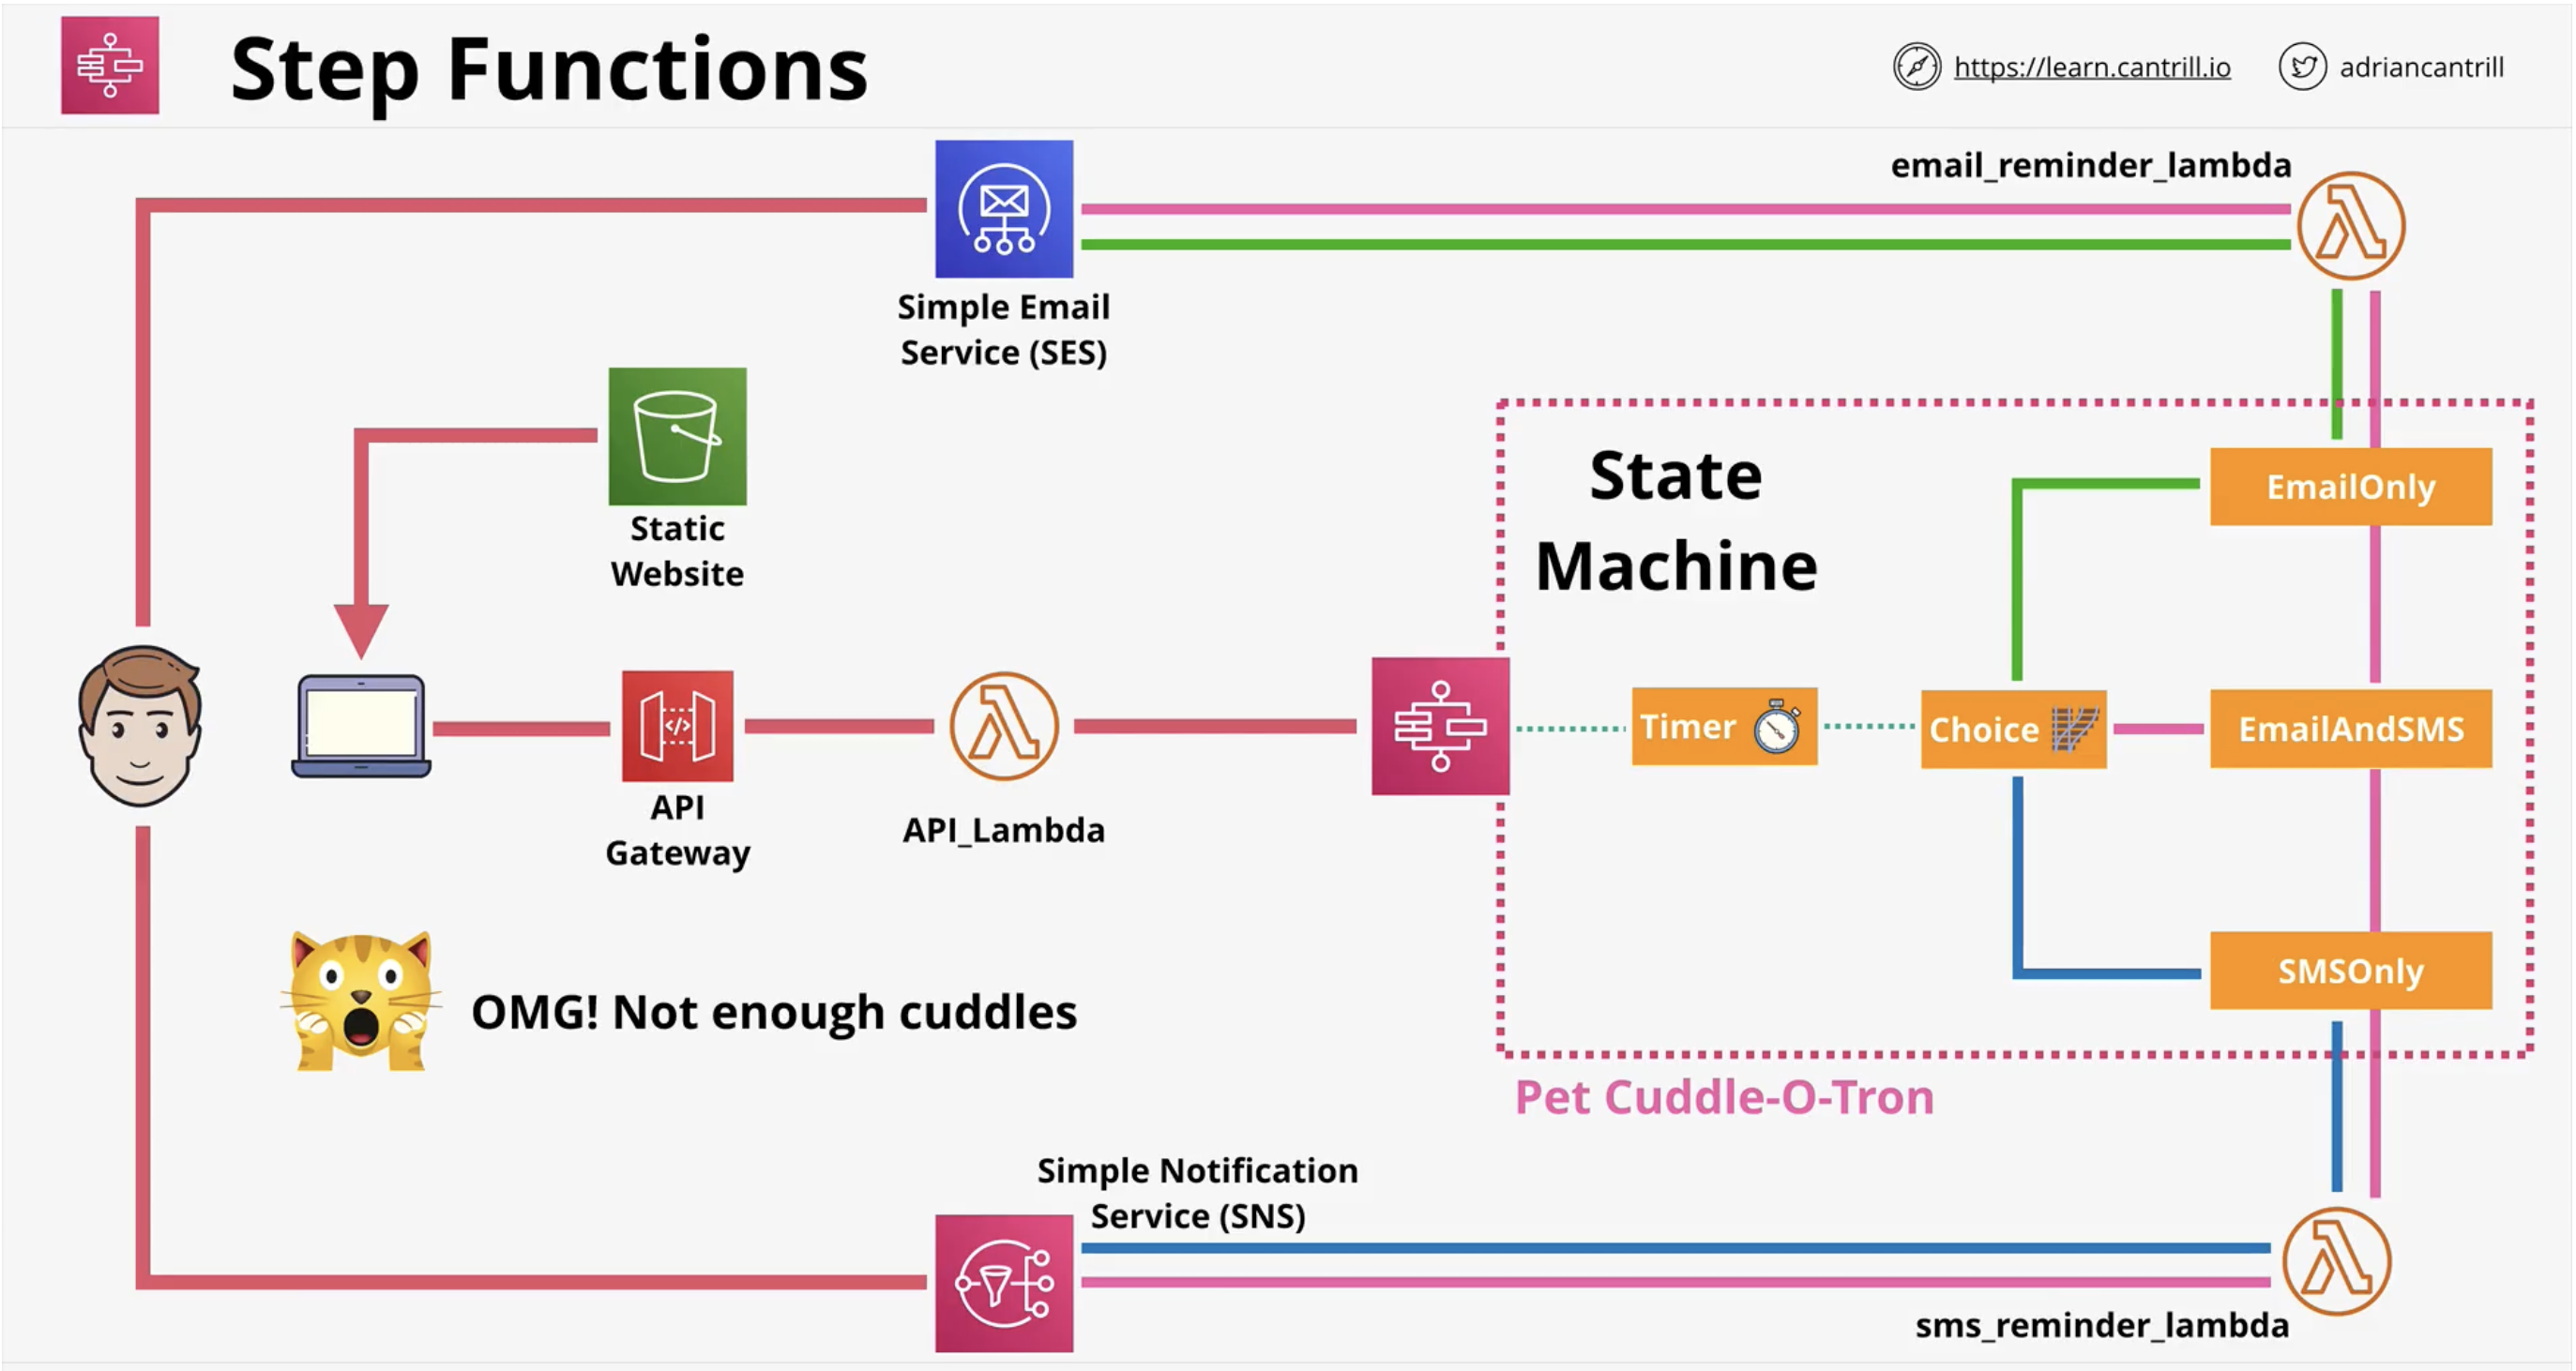 Step Functions
https://learn.cantrill.io
adriancantrill
email_reminder_lambda
Simple Email
Service (SES)
Static
Website
State
Machine
EmailOnly
Timer
Choice
EmailAndSMS
API
Gateway
API_Lambda
SMSOnly
OMG! Not enough cuddles
Pet Cuddle-O-Tron
Simple Notification
Service (SNS)
sms_reminder_lambda